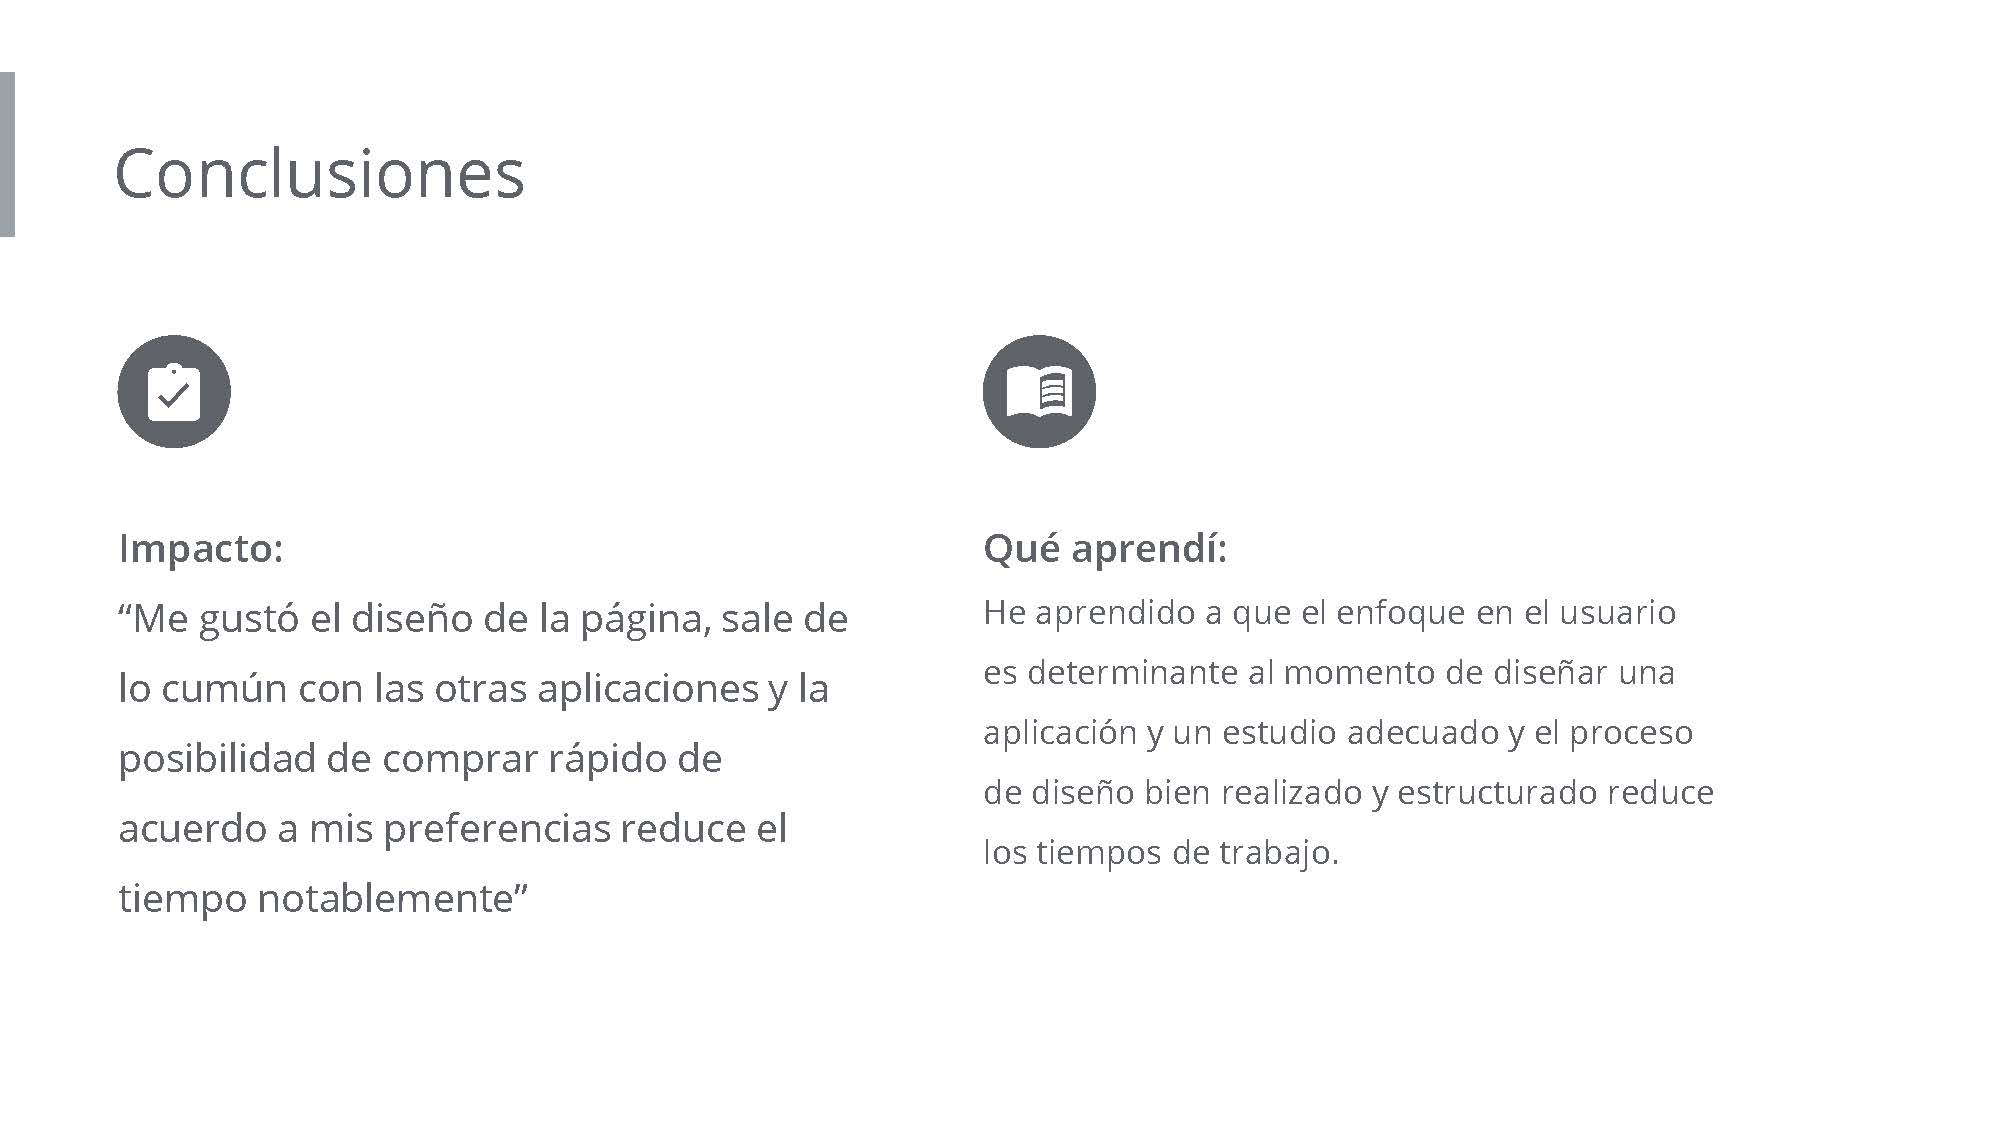 Conclusiones
Impacto:
“Me gustó el diseño de la página, sale de
lo cumún con las otras aplicaciones y la
posibilidad de comprar rápido de
acuerdo a mis preferencias reduce el
tiempo notablemente”
Qué aprendí:
He aprendido a que el enfoque en el usuario
es determinante al momento de diseñar una
aplicación y un estudio adecuado y el proceso
de diseño bien realizado y estructurado reduce
los tiempos de trabajo.